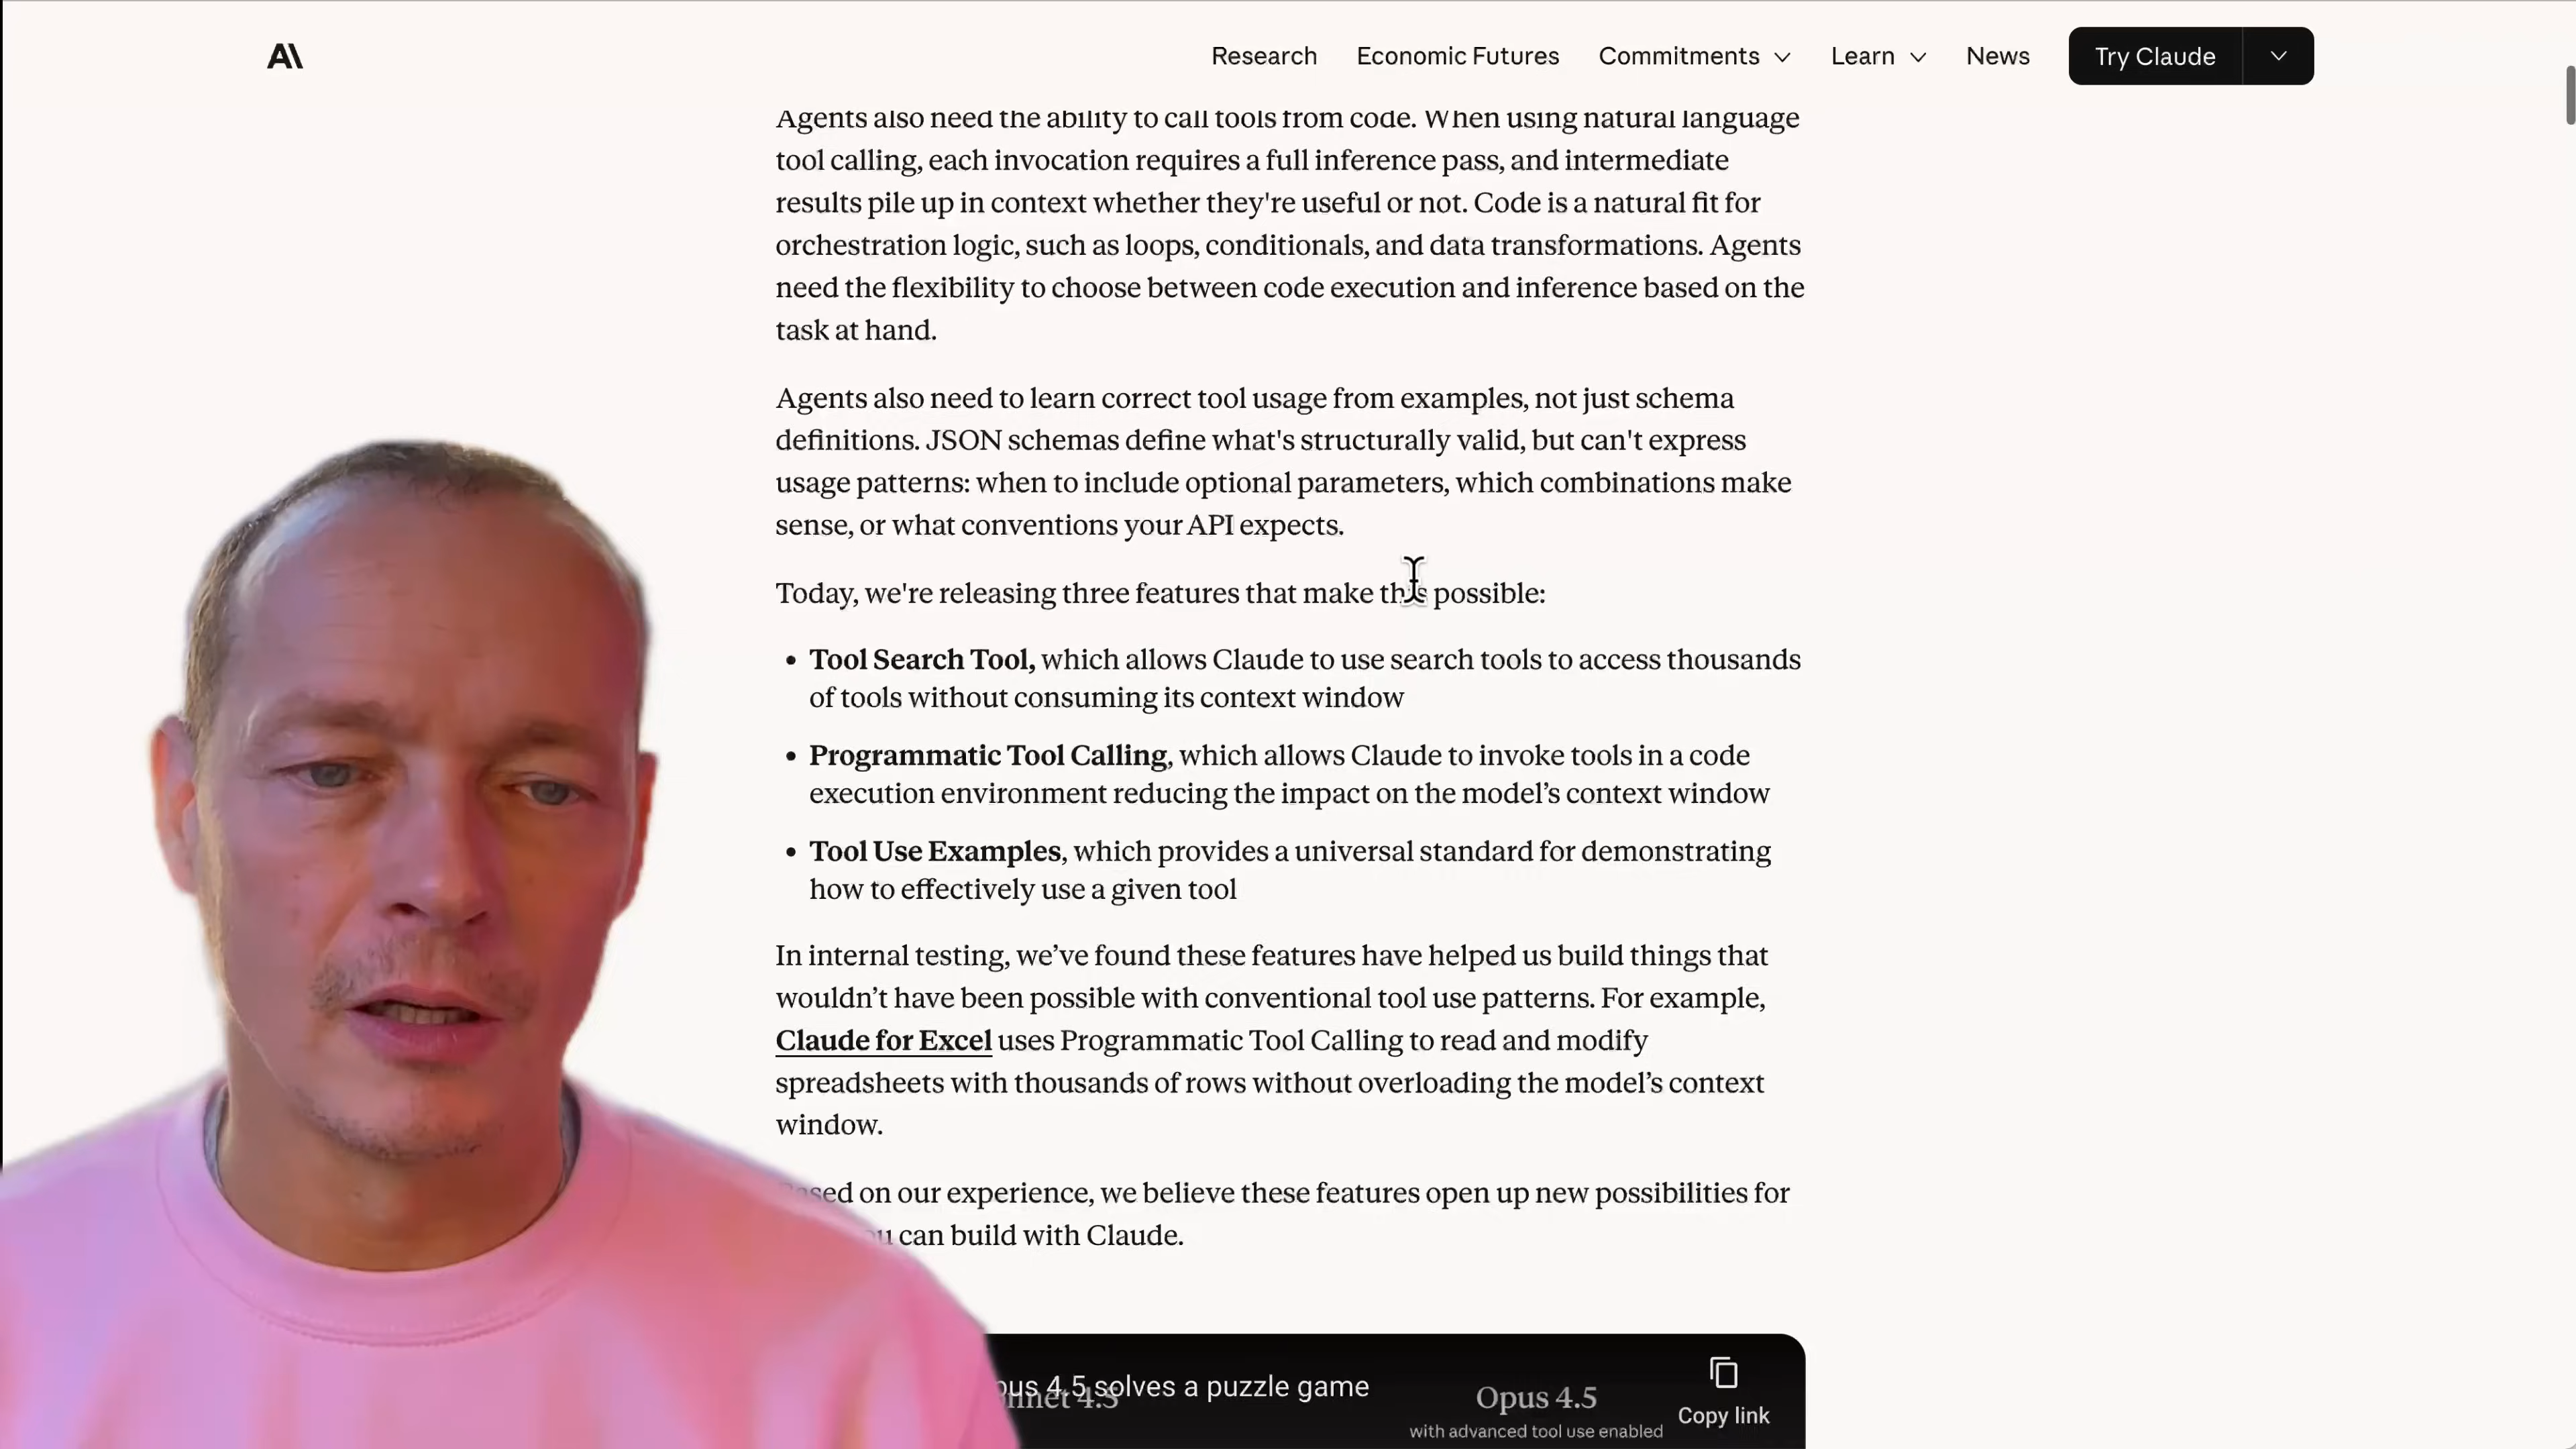 Research Economic Futures Commitments Learn News Try Claude
Agents also need the ability to call tools from code. When using natural language
tool calling, each invocation requires a full inference pass, and intermediate
results pile up in context whether they're useful or not. Code is a natural fit for
orchestration logic, such as loops, conditionals, and data transformations. Agents
need the flexibility to choose between code execution and inference based on the
task at hand.
Agents also need to learn correct tool usage from examples, not just schema
definitions. JSON schemas define what's structurally valid, but can't express
usage patterns: when to include optional parameters, which combinations make
sense, or what conventions your API expects.
Today, we're releasing three features that make this possible:
• Tool Search Tool, which allows Claude to use search tools to access thousands
of tools without consuming its context window
• Programmatic Tool Calling, which allows Claude to invoke tools in a code
execution environment reducing the impact on the model’s context window
• Tool Use Examples, which provides a universal standard for demonstrating
how to effectively use a given tool
In internal testing, we’ve found these features have helped us build things that
wouldn’t have been possible with conventional tool use patterns. For example,
Claude for Excel uses Programmatic Tool Calling to read and modify
spreadsheets with thousands of rows without overloading the model’s context
window.
on our experience, we believe these features open up new possibilities for
can build with Claude.
4.5 solves a puzzle game
4.5
Opus 4.5
with advanced tool use enabled
Copy link